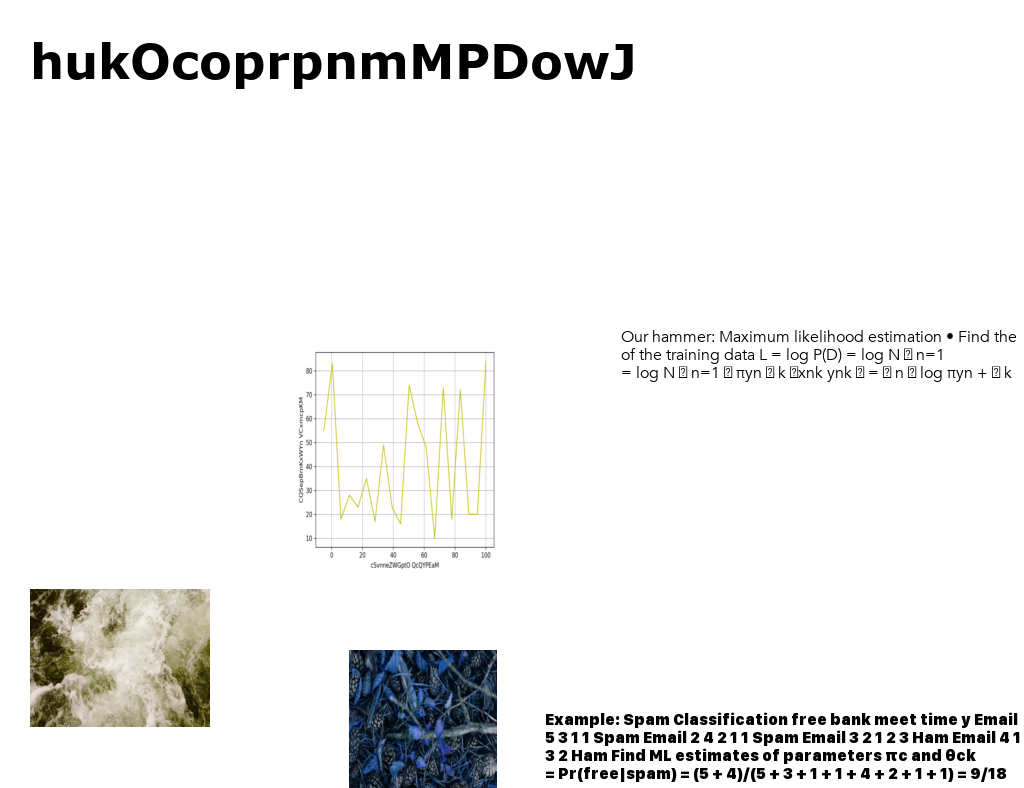 hukOcoprpnmMPDowJ
Our hammer: Maximum likelihood estimation • Find the
of the training data L = log P(D) = log N  n=1
= log N  n=1  πyn  k  xnk ynk  =  n  log πyn +  k
80
70
60
50
40
30
20
10
0 20 40 60 80 100
Example: Spam Classification free bank meet time y Email
5 3 1 1 Spam Email 2 4 2 1 1 Spam Email 3 2 1 2 3 Ham Email 4 1
3 2 Ham Find ML estimates of parameters πc and θck
= Pr(free|spam) = (5 + 4)/(5 + 3 + 1 + 1 + 4 + 2 + 1 + 1) = 9/18